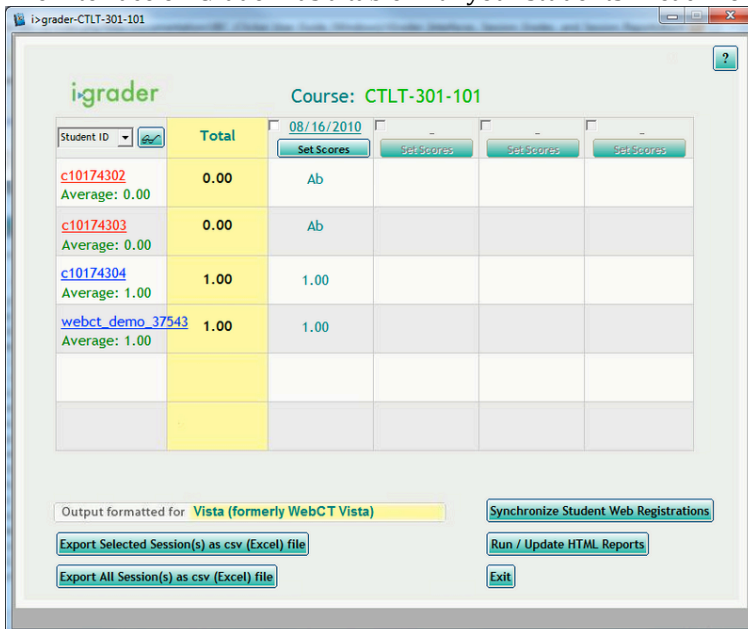 i>grader-CTLT-301-101
?
i>grader
Course: CTLT-301-101
Student ID
Total
08/16/2010
-
-
-
Set Scores
Set Scores
Set Scores
Set Scores
c10174302
0.00
Ab
Average: 0.00
c10174303
0.00
Ab
Average: 0.00
c10174304
1.00
1.00
Average: 1.00
webct_demo_37543
1.00
1.00
Average: 1.00
Output formatted for Vista (formerly WebCT Vista)
Synchronize Student Web Registrations
Export Selected Session(s) as csv (Excel) file
Run / Update HTML Reports
Export All Session(s) as csv (Excel) file
Exit